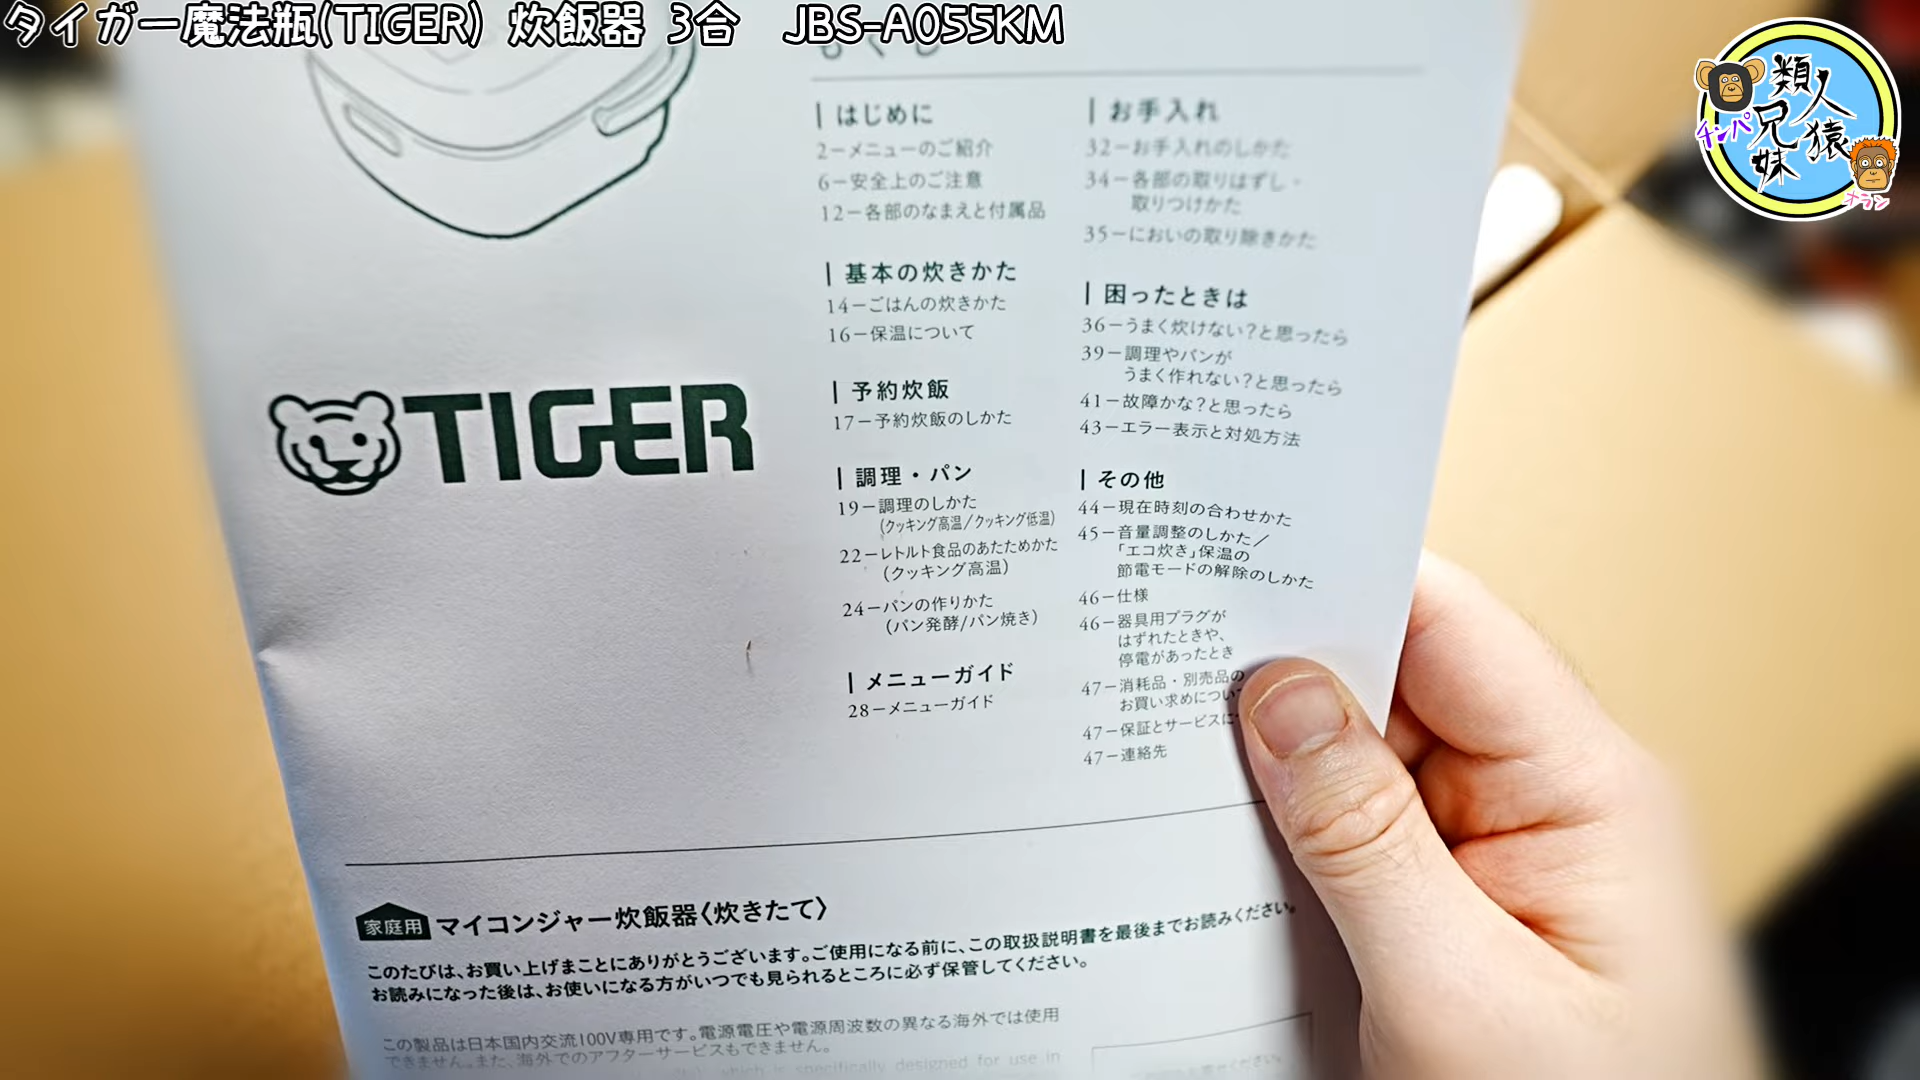 タイガー魔法瓶(TIGER) 炊飯器 3合 JBS-A055KM
類人猿
兄妹
チンパ
オラン
もくじ
はじめに
2-メニューのご紹介
6-安全上のご注意
12-各部のなまえと付属品
基本の炊きかた
14-ごはんの炊きかた
16-保温について
予約炊飯
17-予約炊飯のしかた
調理・パン
19-調理のしかた
(クッキング高温/クッキング低温)
22-レトルト食品のあたためかた
(クッキング高温)
24-パンの作りかた
(パン発酵/パン焼き)
メニューガイド
28-メニューガイド
お手入れ
32-お手入れのしかた
34-各部の取りはずし・
取りつけかた
35-においの取り除きかた
困ったときは
36-うまく炊けない?と思ったら
39-調理やパンが
うまく作れない?と思ったら
41-故障かな?と思ったら
43-エラー表示と対処方法
その他
44-現在時刻の合わせかた
45-音量調整のしかた/
「エコ炊き」保温の
節電モードの解除のしかた
46-仕様
46-器具用プラグが
はずれたときや、
停電があったとき
47-消耗品・別売品の
お買い求めについ
47-保証とサービスに
47-連絡先
TIGER
家庭用 マイコンジャー炊飯器〈炊きたて〉
このたびは、お買い上げまことにありがとうございます。ご使用になる前に、この取扱説明書を最後までお読みください。
お読みになった後は、お使いになる方がいつでも見られるところに必ず保管してください。
この製品は日本国内交流100V専用です。電源電圧や電源周波数の異なる海外では使用
できません。また、海外でのアフターサービスもできません。
which is specifically designed for use in